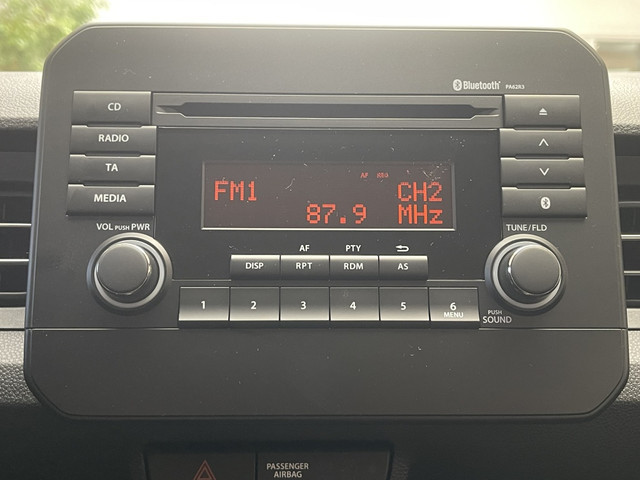 Bluetooth PA62R3
CD
RADIO
TA
MEDIA
VOL PUSH PWR
AF REG
FM1 CH2
87.9 MHz
TUNE/FLD
AF PTY
DISP RPT RDM AS
1 2 3 4 5 6
MENU
PUSH
SOUND
PASSENGER
AIRBAG